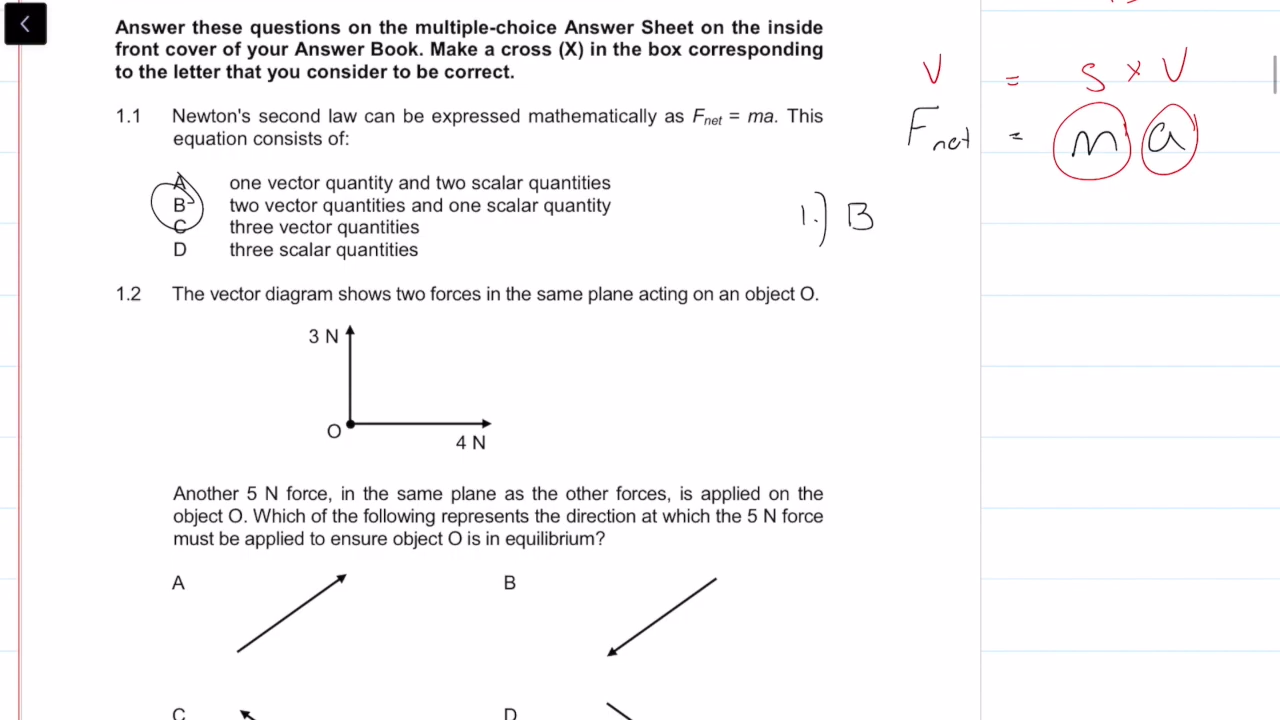 Answer these questions on the multiple-choice Answer Sheet on the inside
front cover of your Answer Book. Make a cross (X) in the box corresponding
to the letter that you consider to be correct.
1.1 Newton's second law can be expressed mathematically as Fnet = ma. This
equation consists of:
A one vector quantity and two scalar quantities
B two vector quantities and one scalar quantity
C three vector quantities
D three scalar quantities
V = S × V
Fnet = m a
1.) B
1.2 The vector diagram shows two forces in the same plane acting on an object O.
3 N
O
4 N
Another 5 N force, in the same plane as the other forces, is applied on the
object O. Which of the following represents the direction at which the 5 N force
must be applied to ensure object O is in equilibrium?
A B
C D